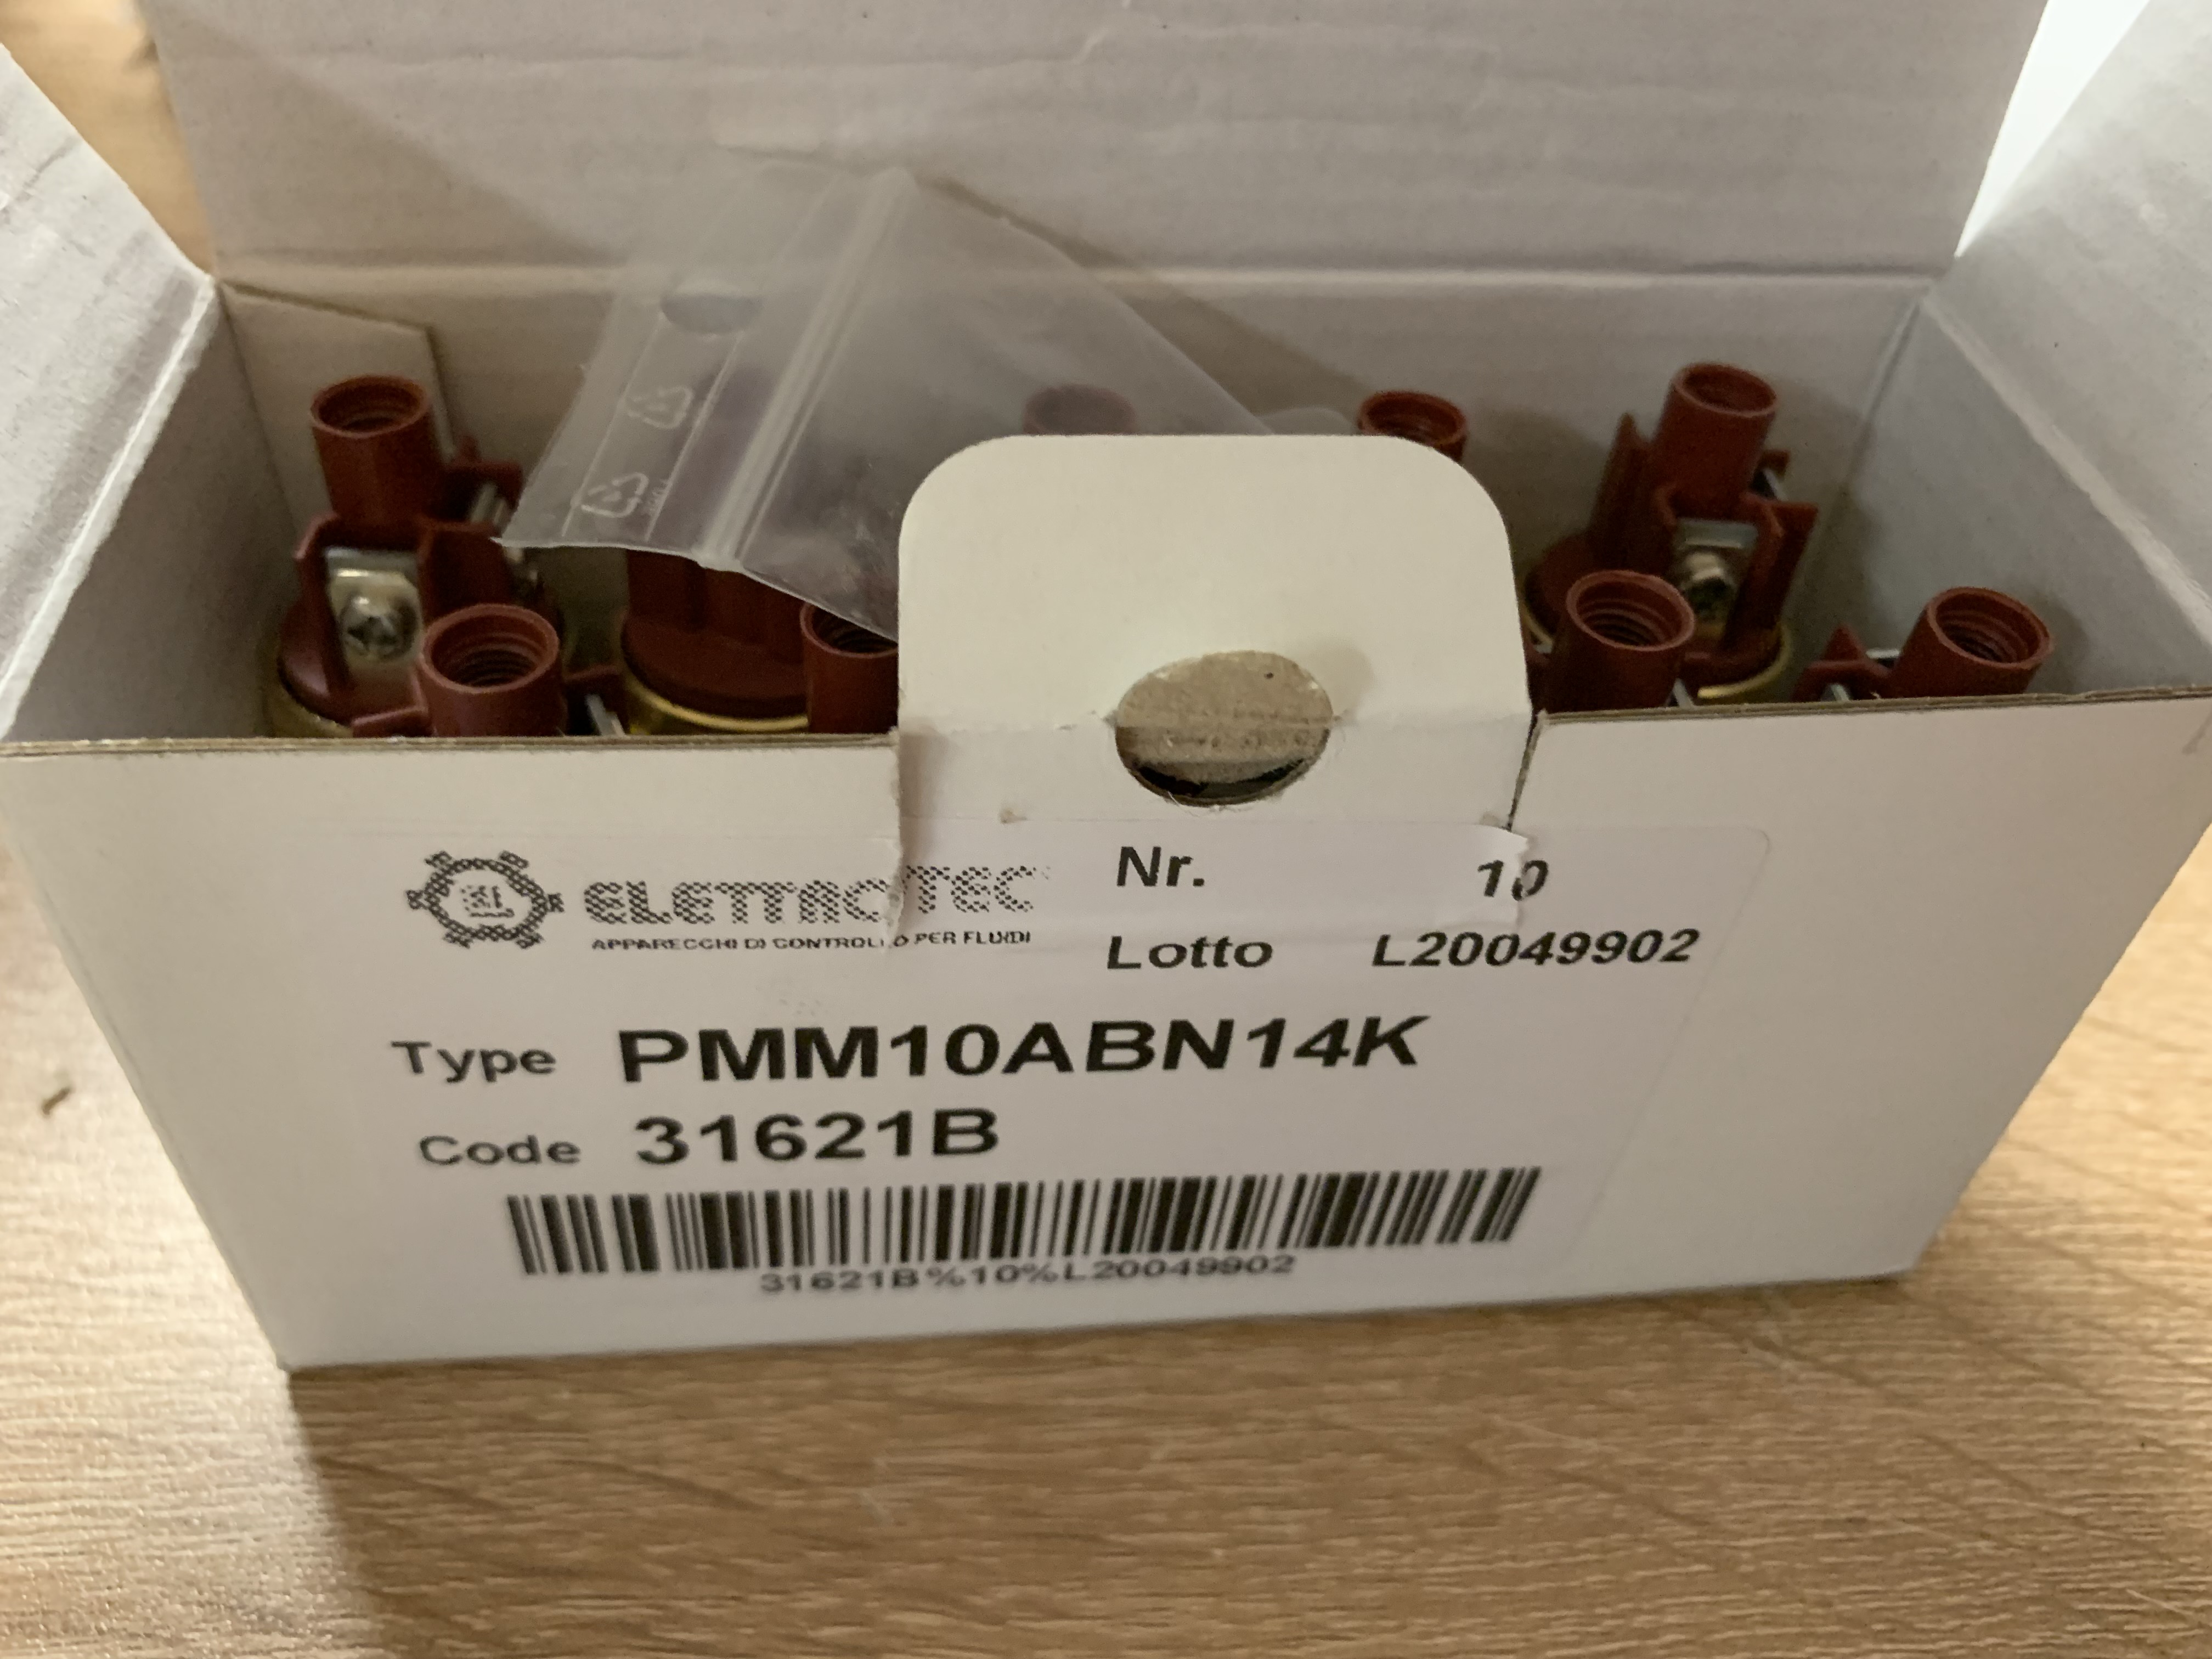 ELETTROTEC
APPARECCHI DI CONTROLLO PER FLUIDI
Nr. 10
Lotto L20049902
Type PMM10ABN14K
Code 31621B
31621B%10%L20049902